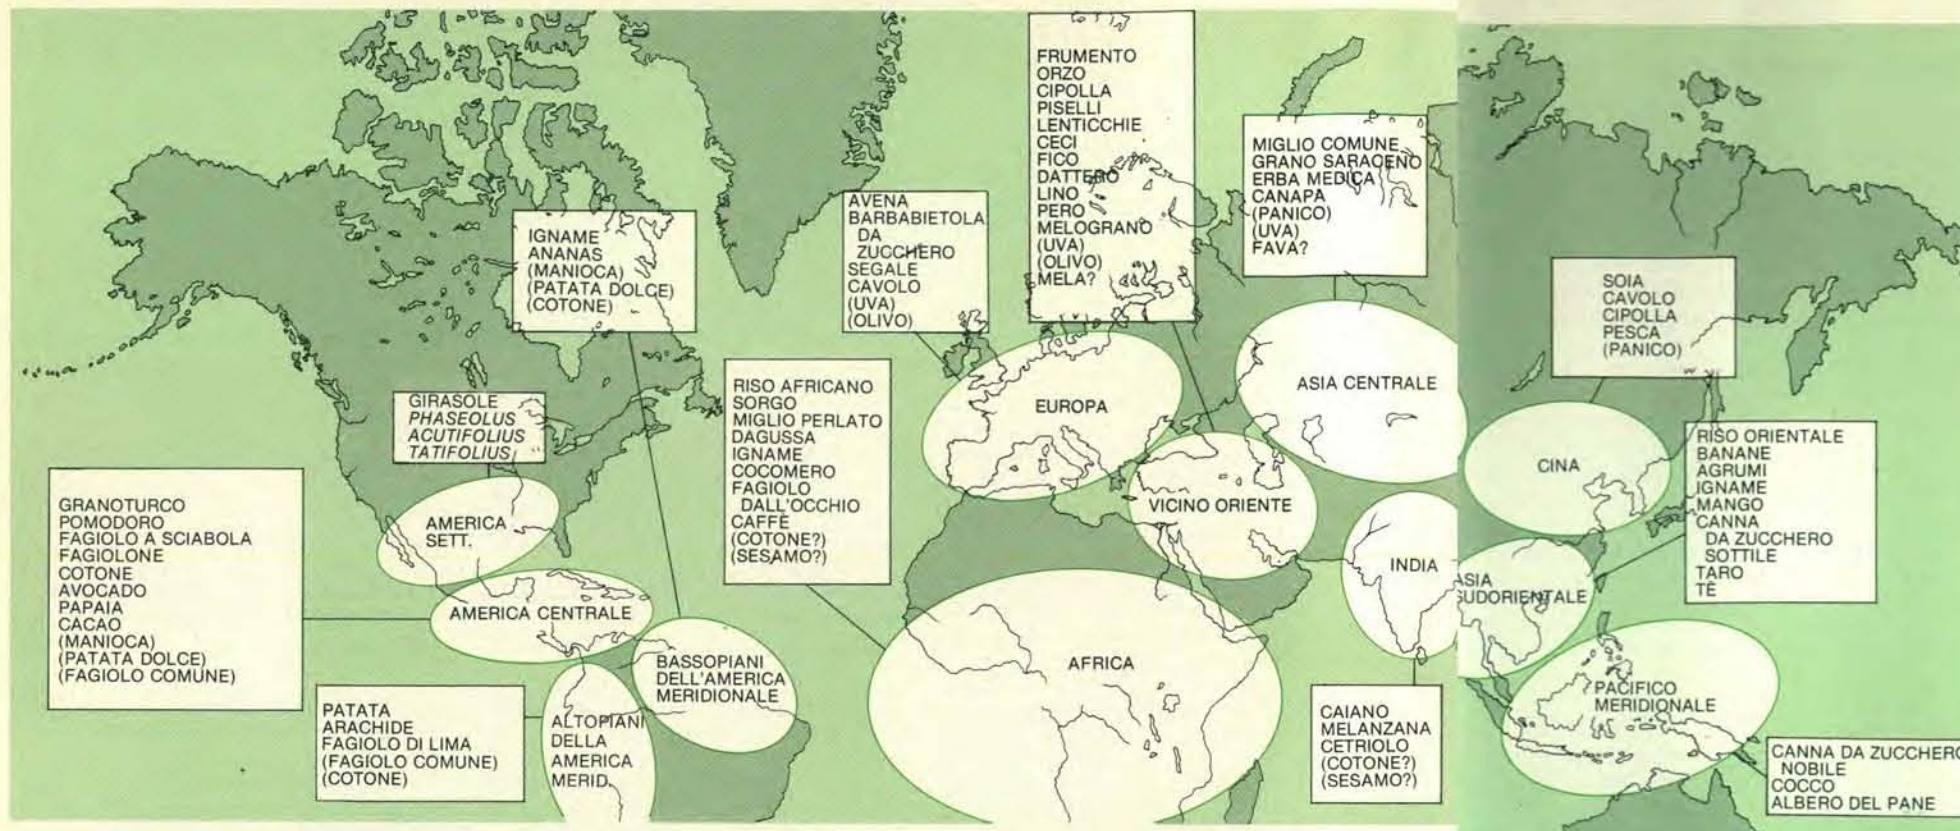 GRANOTURCO
POMODORO
FAGIOLO A SCIABOLA
FAGIOLONE
COTONE
AVOCADO
PAPAIA
CACAO
(MANIOCA)
(PATATA DOLCE)
(FAGIOLO COMUNE)
GIRASOLE
PHASEOLUS
ACUTIFOLIUS
TATIFOLIUS
AMERICA
SETT.
AMERICA CENTRALE
PATATA
ARACHIDE
FAGIOLO DI LIMA
(FAGIOLO COMUNE)
(COTONE)
ALTOPIANI
DELLA
AMERICA
MERID.
IGNAME
ANANAS
(MANIOCA)
(PATATA DOLCE)
(COTONE)
BASSOPIANI
DELL'AMERICA
MERIDIONALE
RISO AFRICANO
SORGO
MIGLIO PERLATO
DAGUSSA
IGNAME
COCOMERO
FAGIOLO
DALL'OCCHIO
CAFFÈ
(COTONE?)
(SESAMO?)
AFRICA
AVENA
BARBABIETOLA
DA
ZUCCHERO
SEGALE
CAVOLO
(UVA)
(OLIVO)
EUROPA
FRUMENTO
ORZO
CIPOLLA
PISELLI
LENTICCHIE
CECI
FICO
DATTERO
LINO
PERO
MELOGRANO
(UVA)
(OLIVO)
MELA?
VICINO ORIENTE
MIGLIO COMUNE
GRANO SARACENO
ERBA MEDICA
CANAPA
(PANICO)
(UVA)
FAVA?
ASIA CENTRALE
INDIA
CAIANO
MELANZANA
CETRIOLO
(COTONE?)
(SESAMO?)
SOIA
CAVOLO
CIPOLLA
PESCA
(PANICO)
CINA
RISO ORIENTALE
BANANE
AGRUMI
IGNAME
MANGO
CANNA
DA ZUCCHERO
SOTTILE
TARO
TÈ
ASIA
SUDORIENTALE
PACIFICO
MERIDIONALE
CANNA DA ZUCCHERO
NOBILE
COCCO
ALBERO DEL PANE